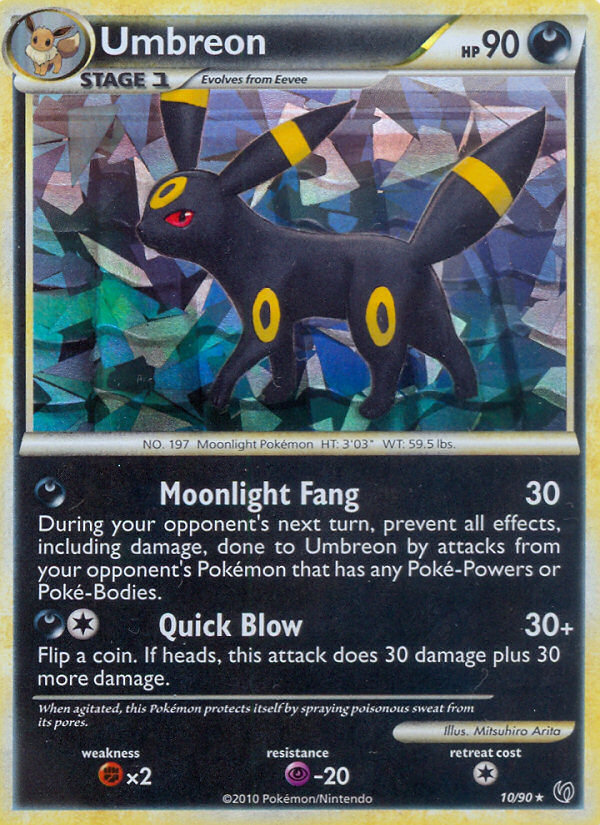 Umbreon
HP 90
STAGE 1
Evolves from Eevee
NO. 197 Moonlight Pokémon HT: 3'03" WT: 59.5 lbs.
Moonlight Fang 30
During your opponent's next turn, prevent all effects,
including damage, done to Umbreon by attacks from
your opponent's Pokémon that has any Poké-Powers or
Poké-Bodies.
Quick Blow 30+
Flip a coin. If heads, this attack does 30 damage plus 30
more damage.
When agitated, this Pokémon protects itself by spraying poisonous sweat from
its pores.
Illus. Mitsuhiro Arita
weakness resistance retreat cost
×2 -20
©2010 Pokémon/Nintendo 10/90 ★